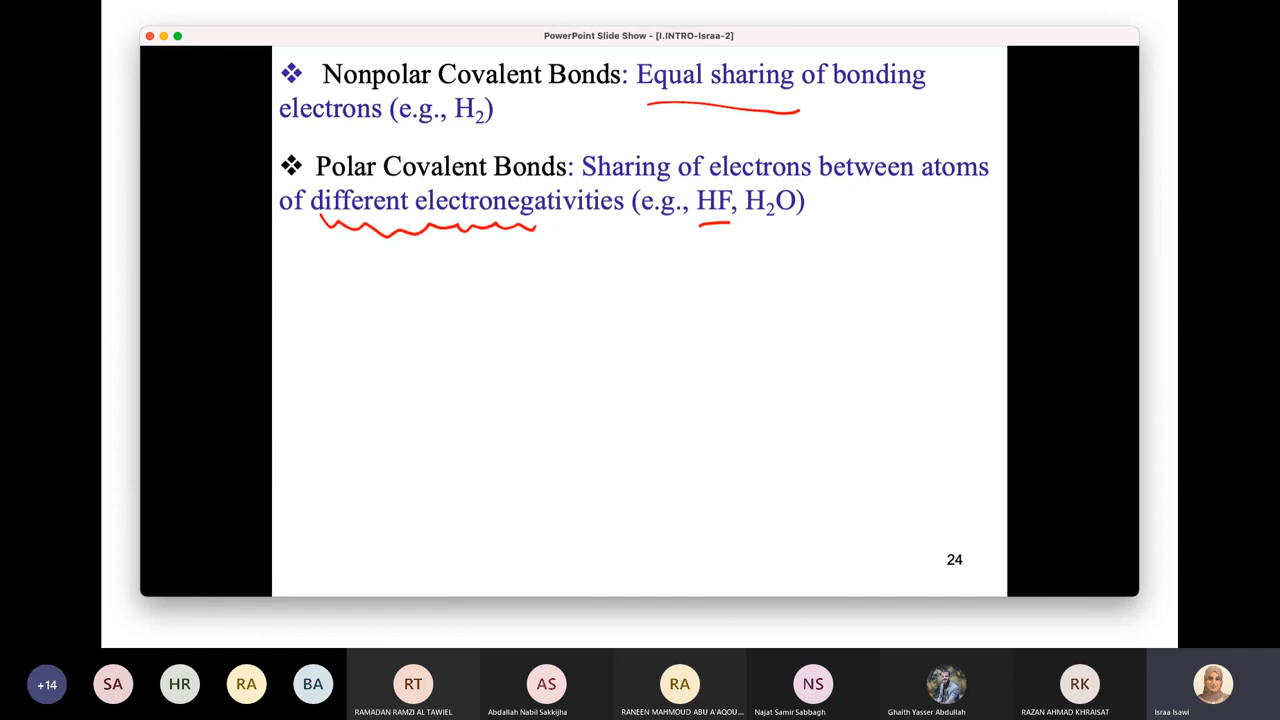 PowerPoint Slide Show - [I.INTRO-Israa-2]
❖ Nonpolar Covalent Bonds: Equal sharing of bonding
electrons (e.g., H₂)
❖ Polar Covalent Bonds: Sharing of electrons between atoms
of different electronegativities (e.g., HF, H₂O)
24
+14 SA HR RA BA RT AS RA NS RK
RAMADAN RAMZI AL TAWIEL Abdallah Nabil Sakkijha RANEEN MAHMOUD ABU A'AQOU... Najat Samir Sabbagh Ghaith Yasser Abdullah RAZAN AHMAD KHRAISAT Israa Isawi